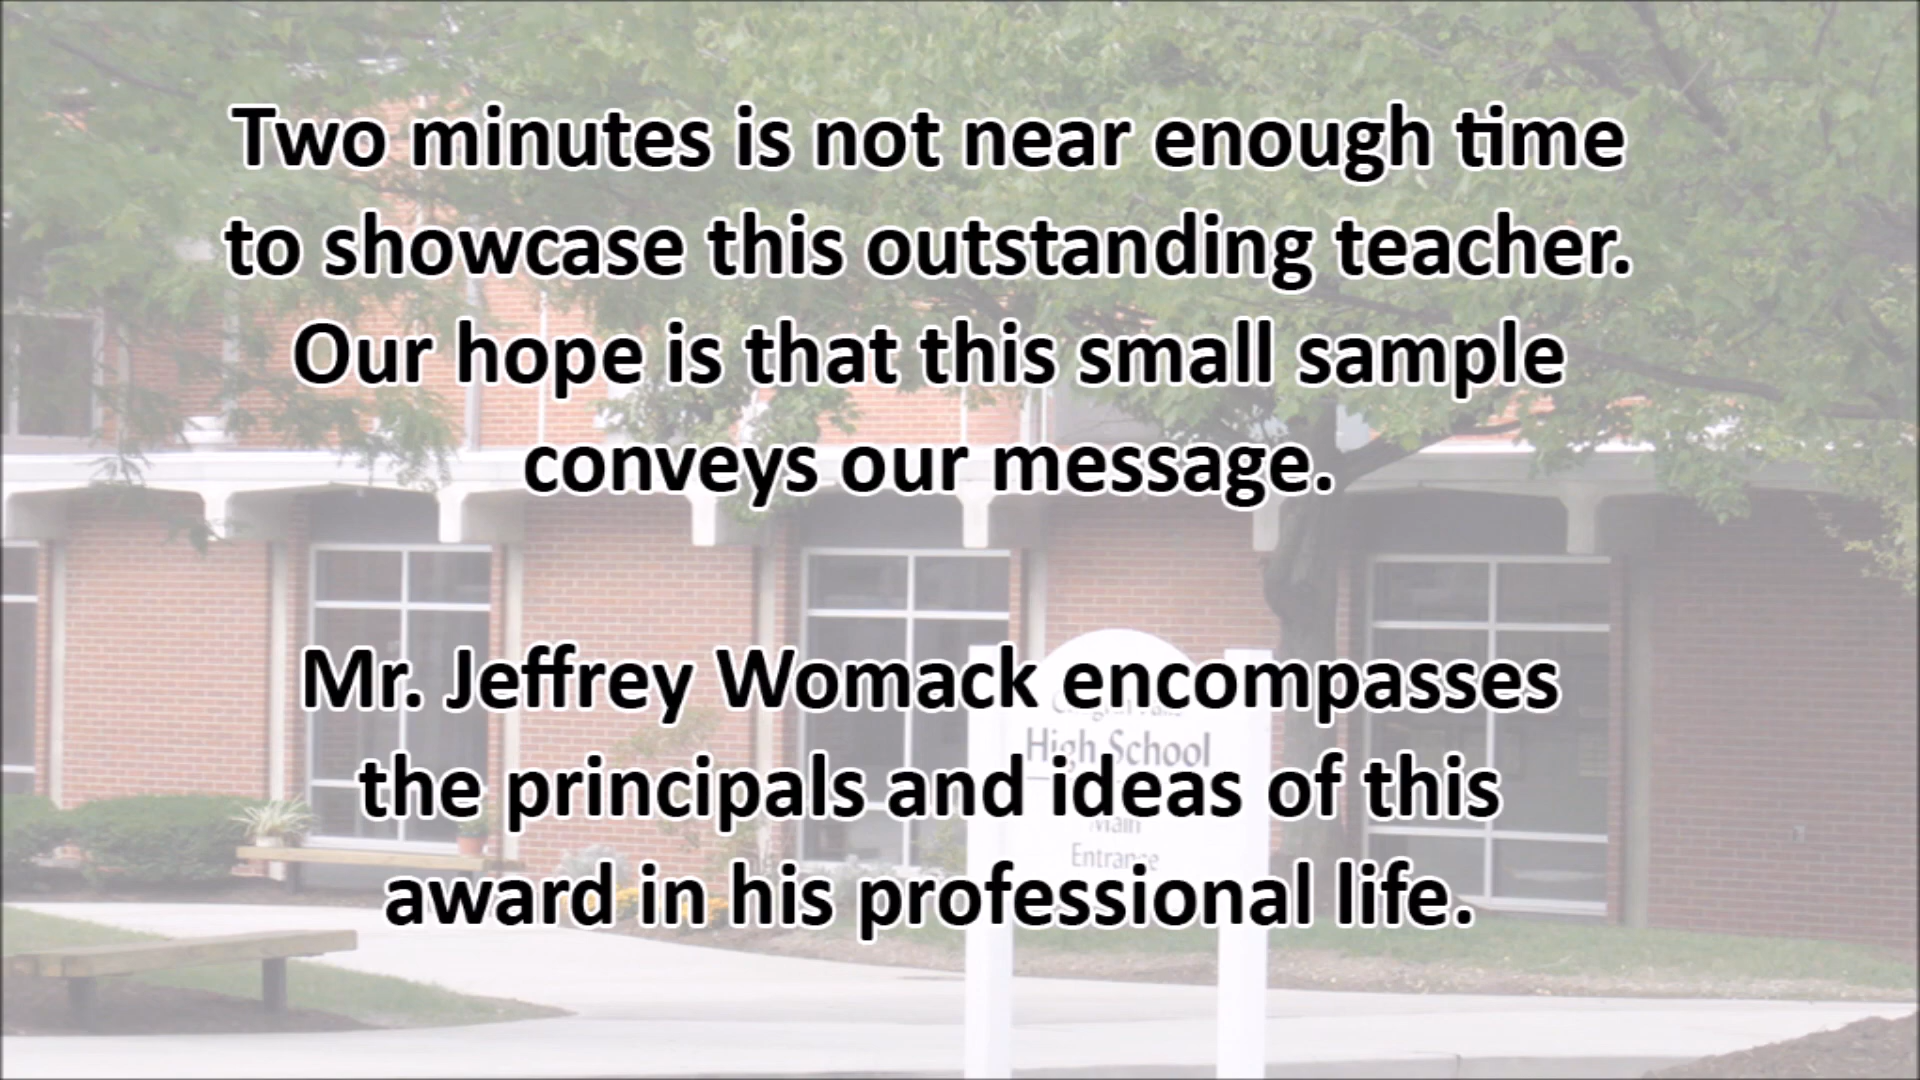 Two minutes is not near enough time
to showcase this outstanding teacher.
Our hope is that this small sample
conveys our message.
Mr. Jeffrey Womack encompasses
the principals and ideas of this
award in his professional life.
High School
Main
Entrance